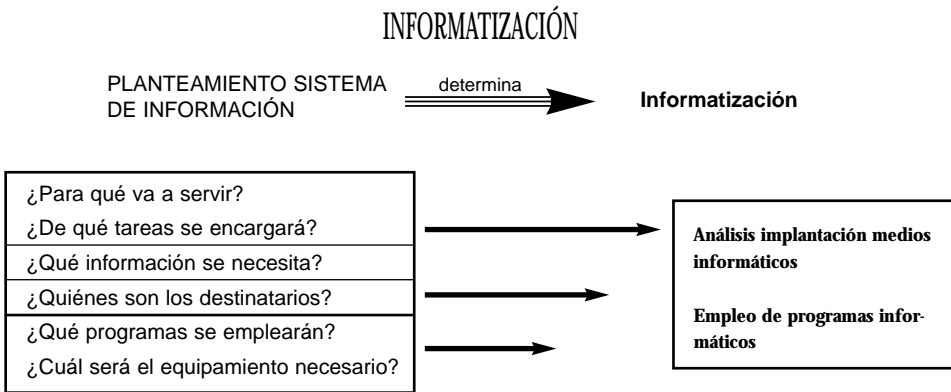 INFORMATIZACIÓN
PLANTEAMIENTO SISTEMA
DE INFORMACIÓN
determina
Informatización
¿Para qué va a servir?
¿De qué tareas se encargará?
¿Qué información se necesita?
¿Quiénes son los destinatarios?
¿Qué programas se emplearán?
¿Cuál será el equipamiento necesario?
Análisis implantación medios
informáticos
Empleo de programas infor-
máticos